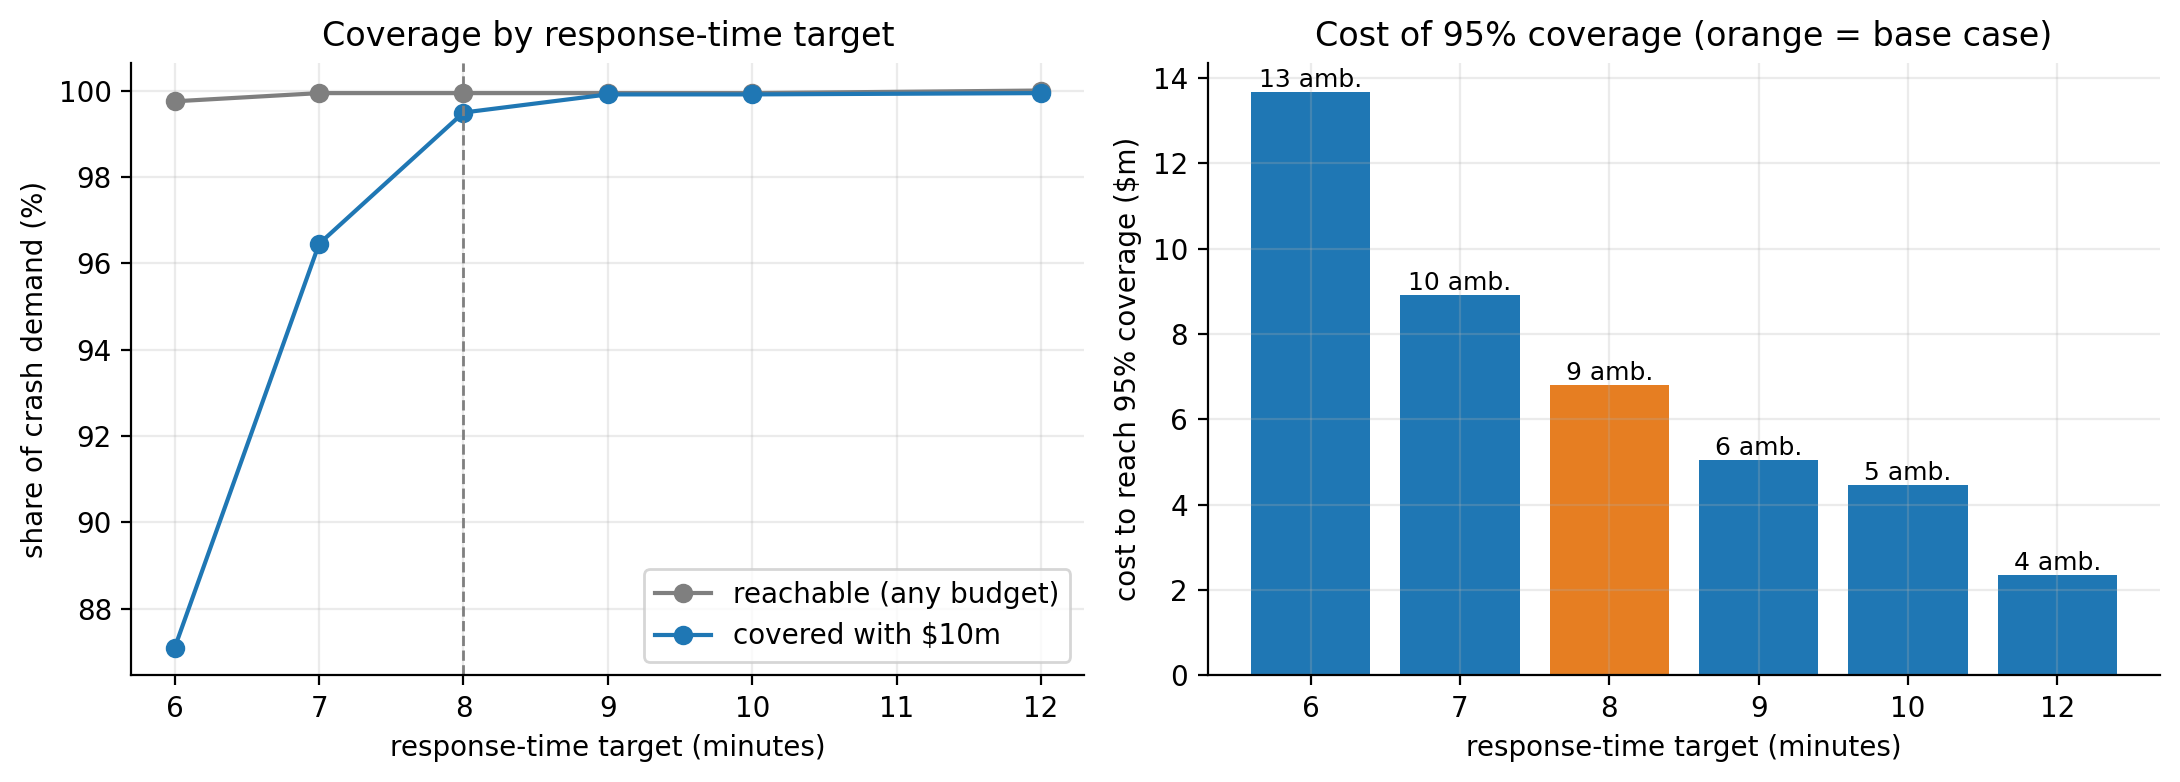 Coverage by response-time target
share of crash demand (%)
100
98
96
94
92
90
88
reachable (any budget)
covered with $10m
6 7 8 9 10 11 12
response-time target (minutes)
Cost of 95% coverage (orange = base case)
cost to reach 95% coverage ($m)
14
12
10
8
6
4
2
0
13 amb.
10 amb.
9 amb.
6 amb.
5 amb.
4 amb.
6 7 8 9 10 12
response-time target (minutes)